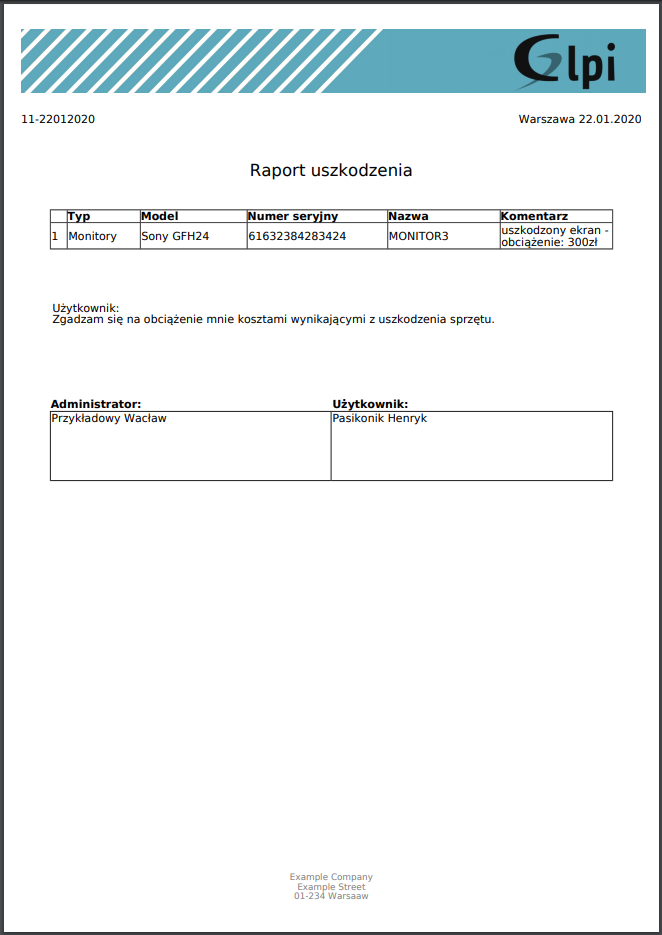 Glpi
11-22012020 Warszawa 22.01.2020
Raport uszkodzenia
Typ Model Numer seryjny Nazwa Komentarz
1 Monitory Sony GFH24 61632384283424 MONITOR3 uszkodzony ekran -
obciążenie: 300zł
Użytkownik:
Zgadzam się na obciążenie mnie kosztami wynikającymi z uszkodzenia sprzętu.
Administrator: Użytkownik:
Przykładowy Wacław Pasikonik Henryk
Example Company
Example Street
01-234 Warsaaw